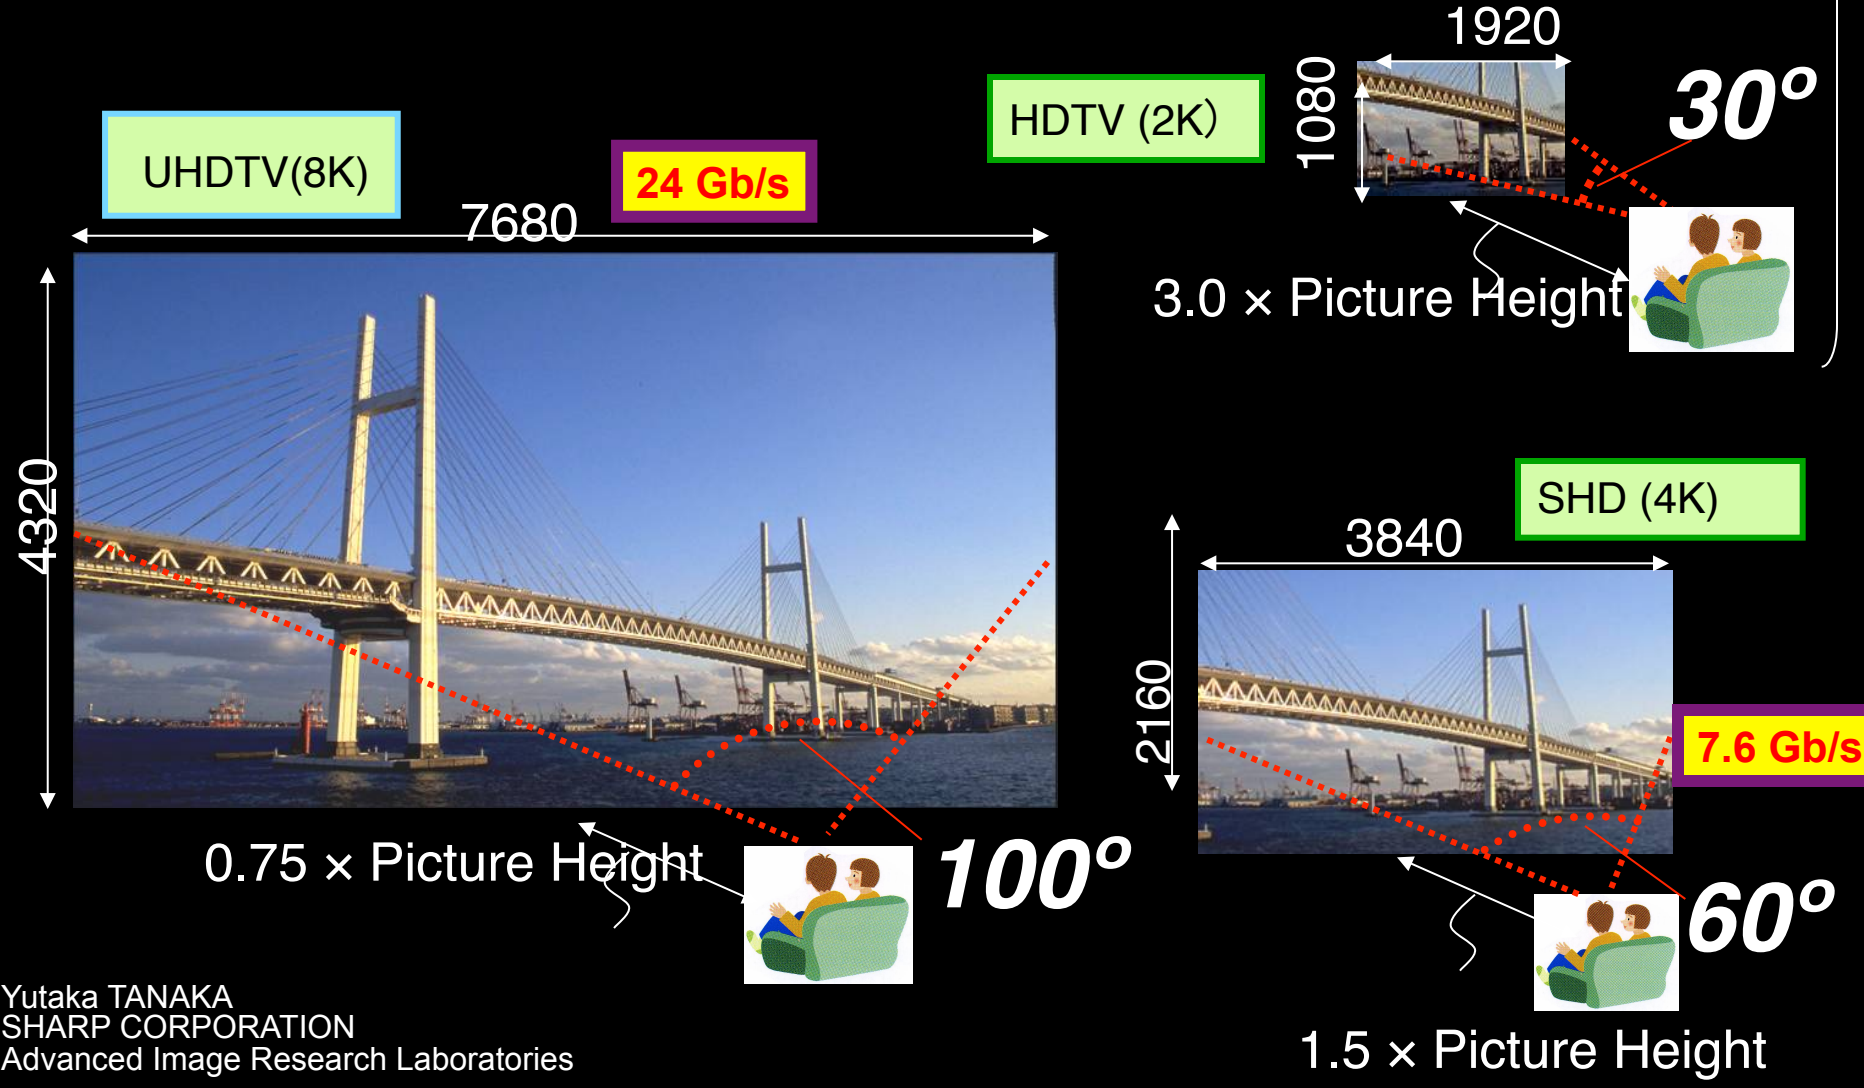 1920
1080
30º
HDTV (2K）
UHDTV(8K)
24 Gb/s
7680
3.0 × Picture Height
4320
SHD (4K)
3840
2160
7.6 Gb/s
0.75 × Picture Height
100º
60º
Yutaka TANAKA
SHARP CORPORATION
Advanced Image Research Laboratories
1.5 × Picture Height